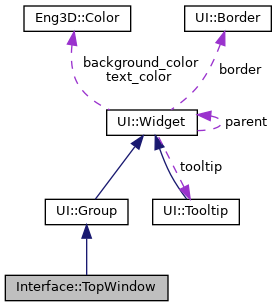 Eng3D::Color
UI::Border
background_color
text_color
border
UI::Widget
parent
tooltip
UI::Group
UI::Tooltip
Interface::TopWindow